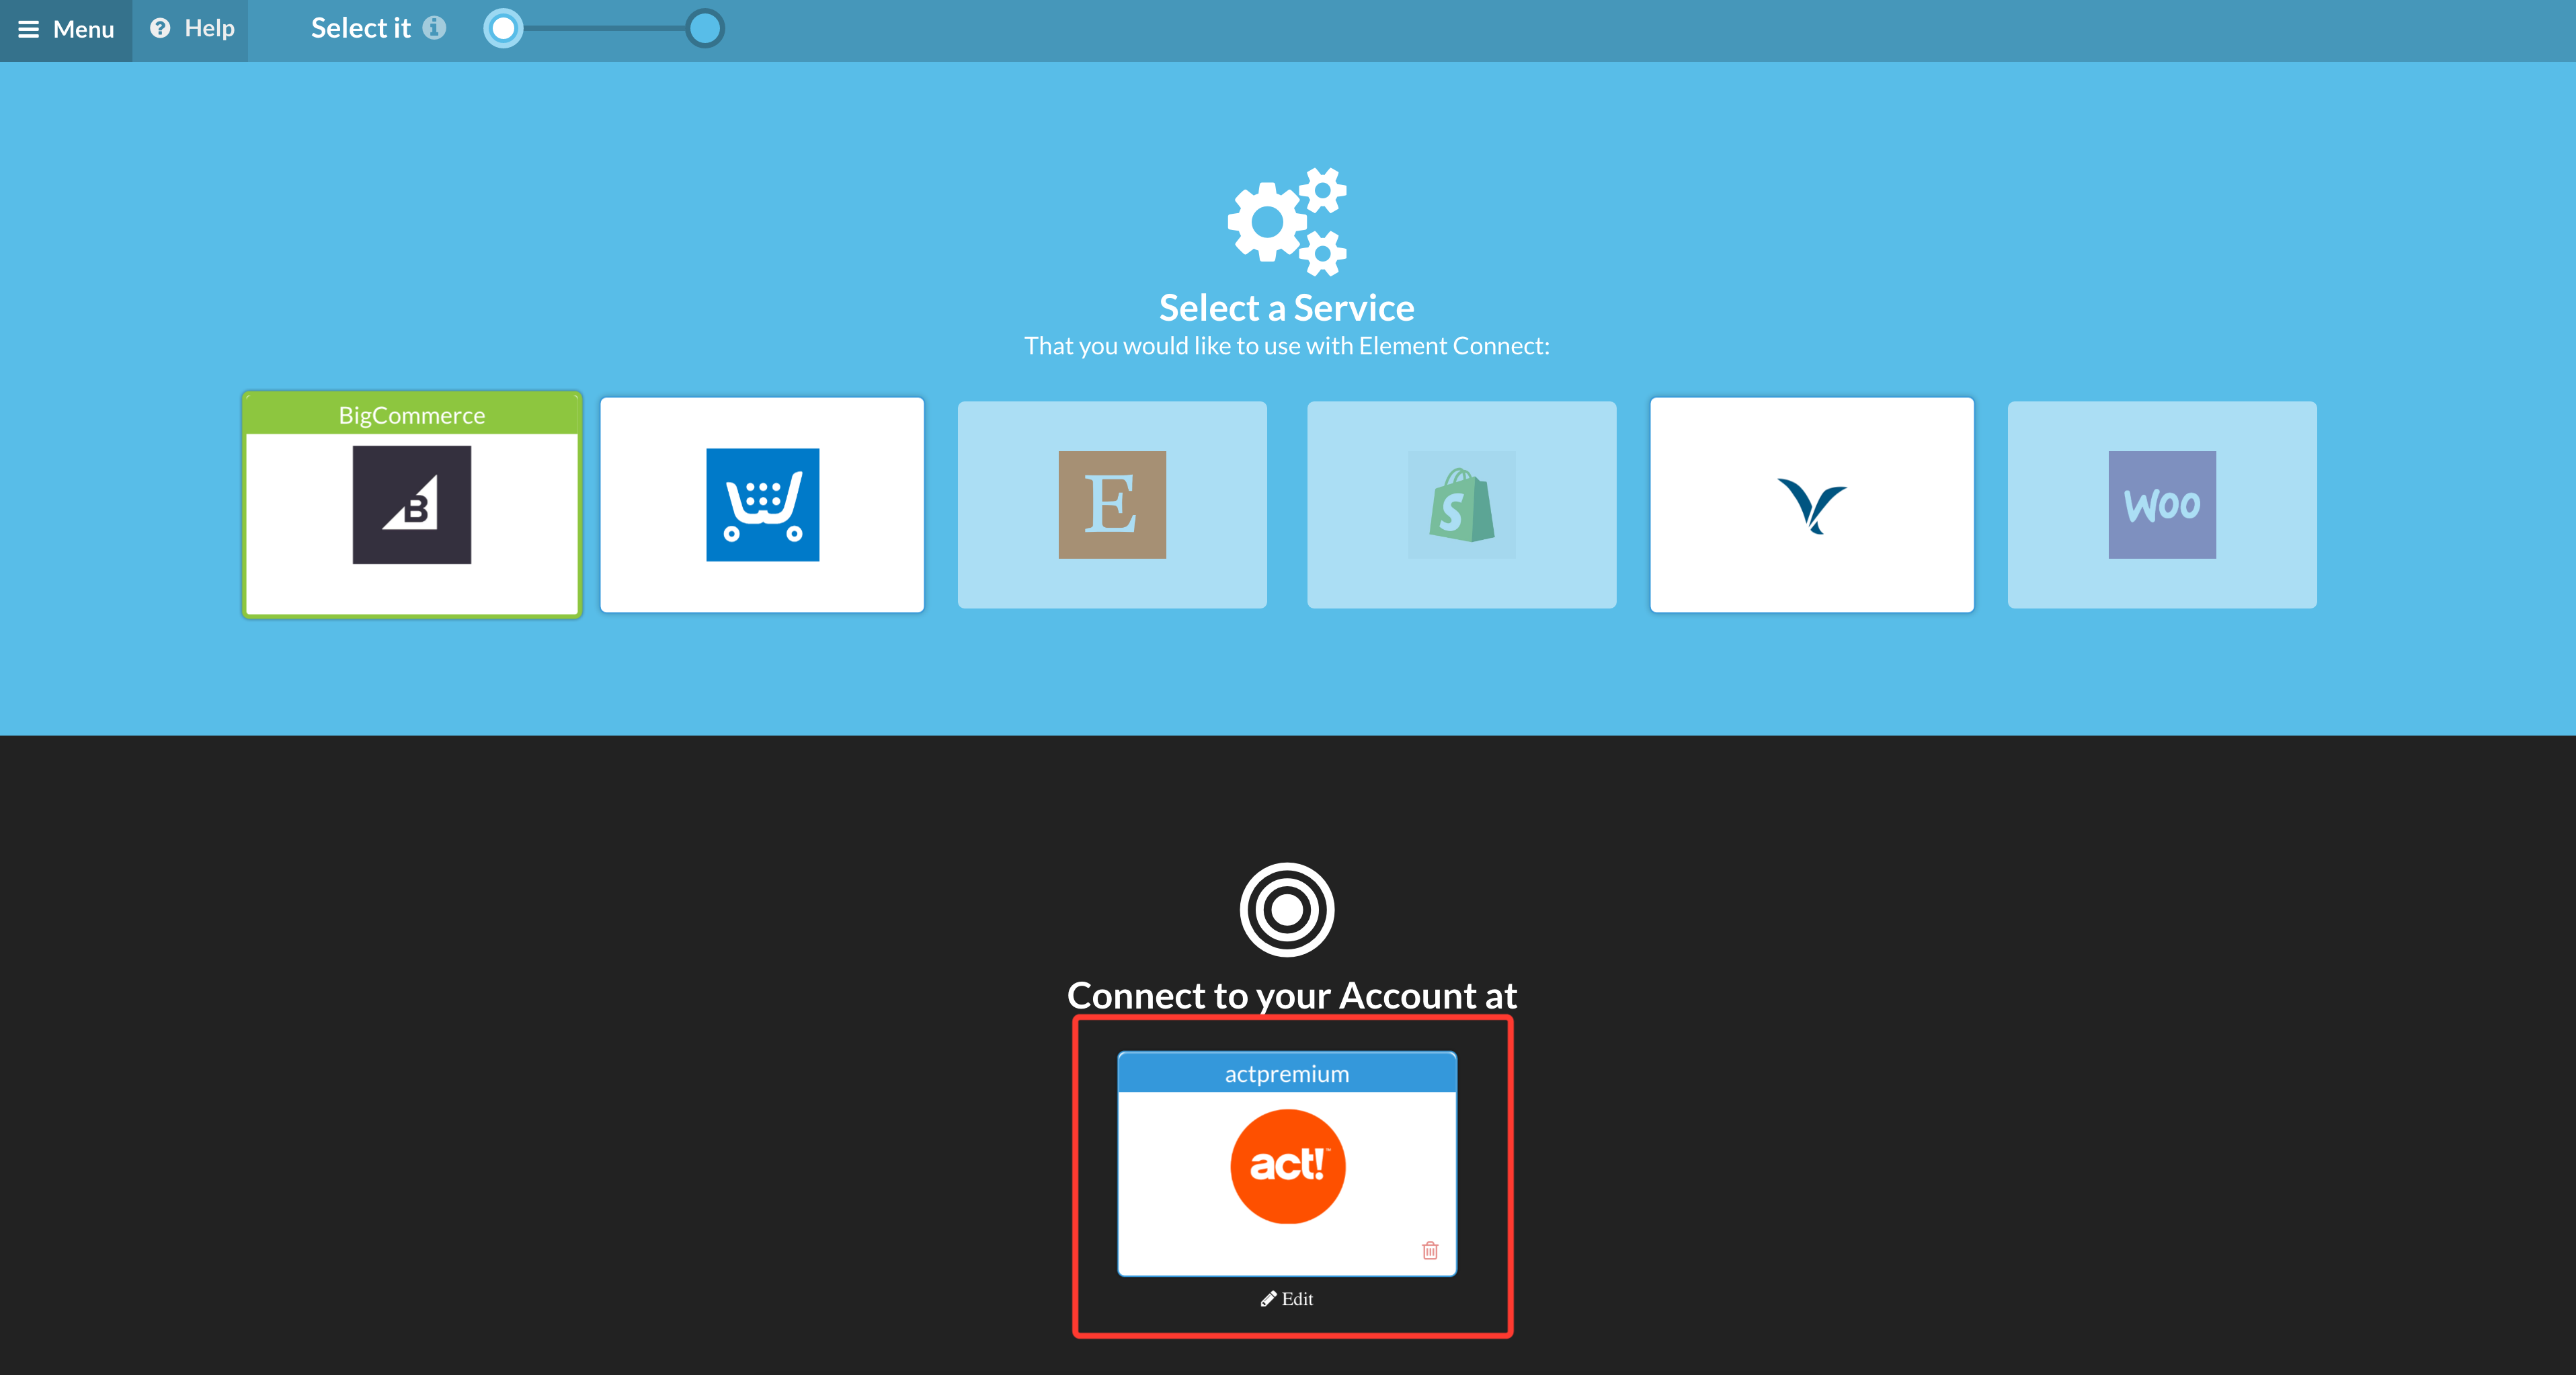 Menu
Help
Select it
Select a Service
That you would like to use with Element Connect:
BigCommerce
B
E
S
Woo
Connect to your Account at
actpremium
act!™
Edit